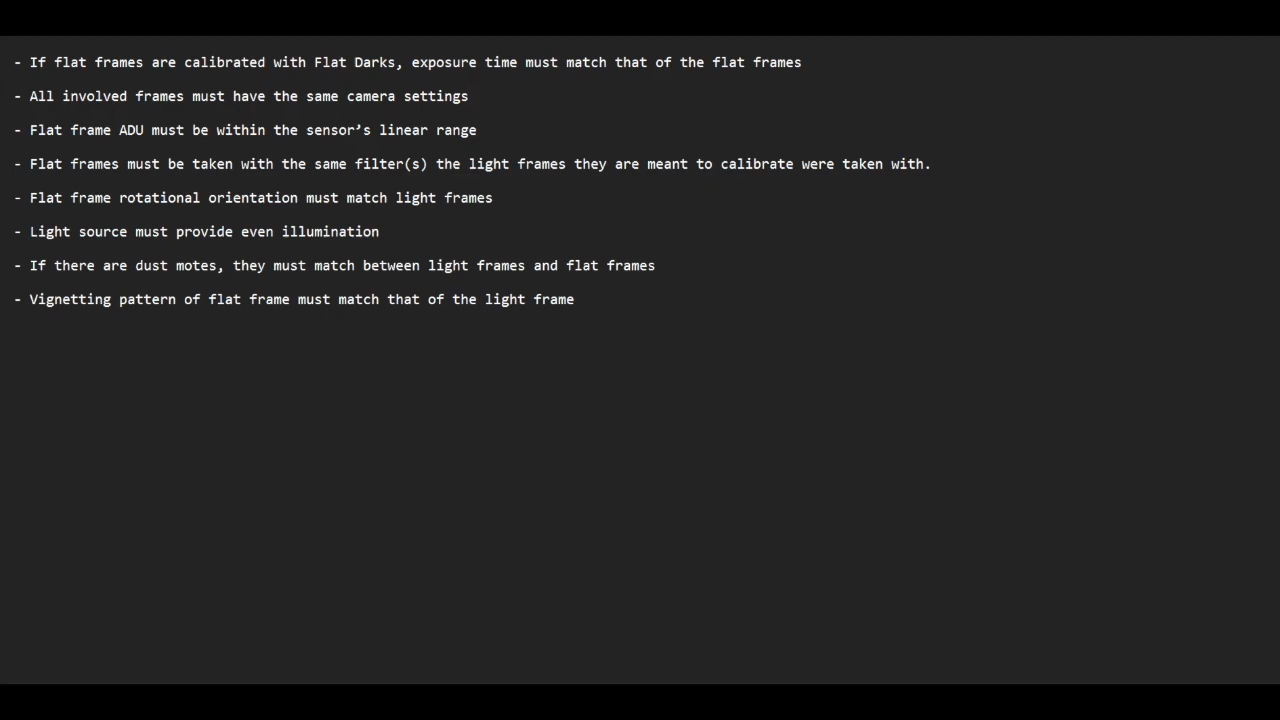 - If flat frames are calibrated with Flat Darks, exposure time must match that of the flat frames
- All involved frames must have the same camera settings
- Flat frame ADU must be within the sensor’s linear range
- Flat frames must be taken with the same filter(s) the light frames they are meant to calibrate were taken with.
- Flat frame rotational orientation must match light frames
- Light source must provide even illumination
- If there are dust motes, they must match between light frames and flat frames
- Vignetting pattern of flat frame must match that of the light frame